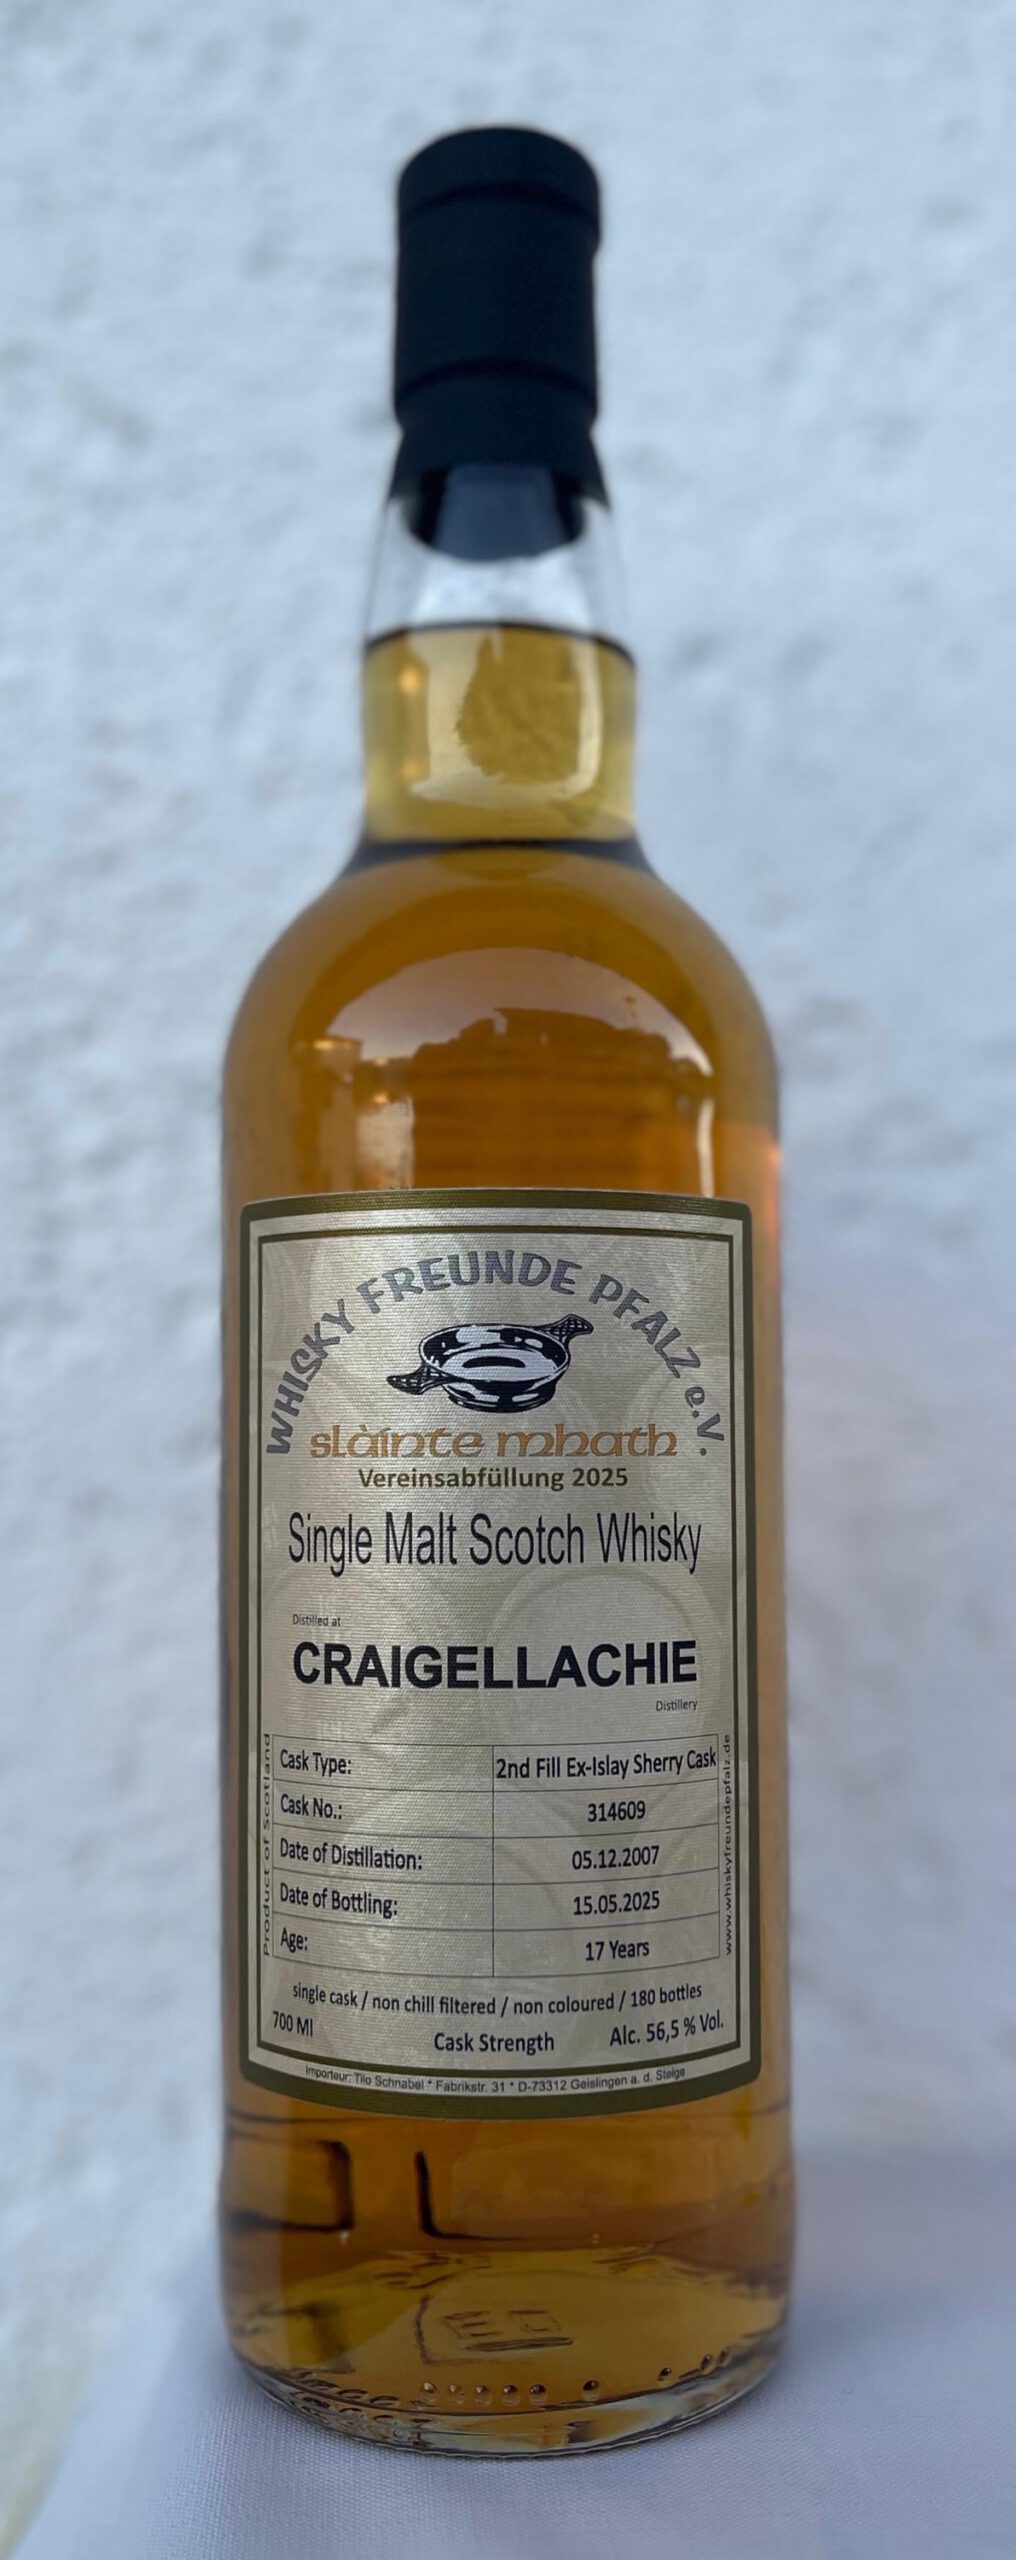 WHISKY FREUNDE PFALZ e.V.
slàinte mhath
Vereinsabfüllung 2025
Single Malt Scotch Whisky
Distilled at
CRAIGELLACHIE
Distillery
Product of Scotland
Cask Type: 2nd Fill Ex-Islay Sherry Cask
Cask No.: 314609
Date of Distillation: 05.12.2007
Date of Bottling: 15.05.2025
Age: 17 Years
www.whiskyfreundepfalz.de
single cask / non chill filtered / non coloured / 180 bottles
700 Ml Cask Strength Alc. 56,5 % Vol.
Importeur: Tilo Schnabel * Fabrikstr. 31 * D-73312 Geislingen a. d. Steige